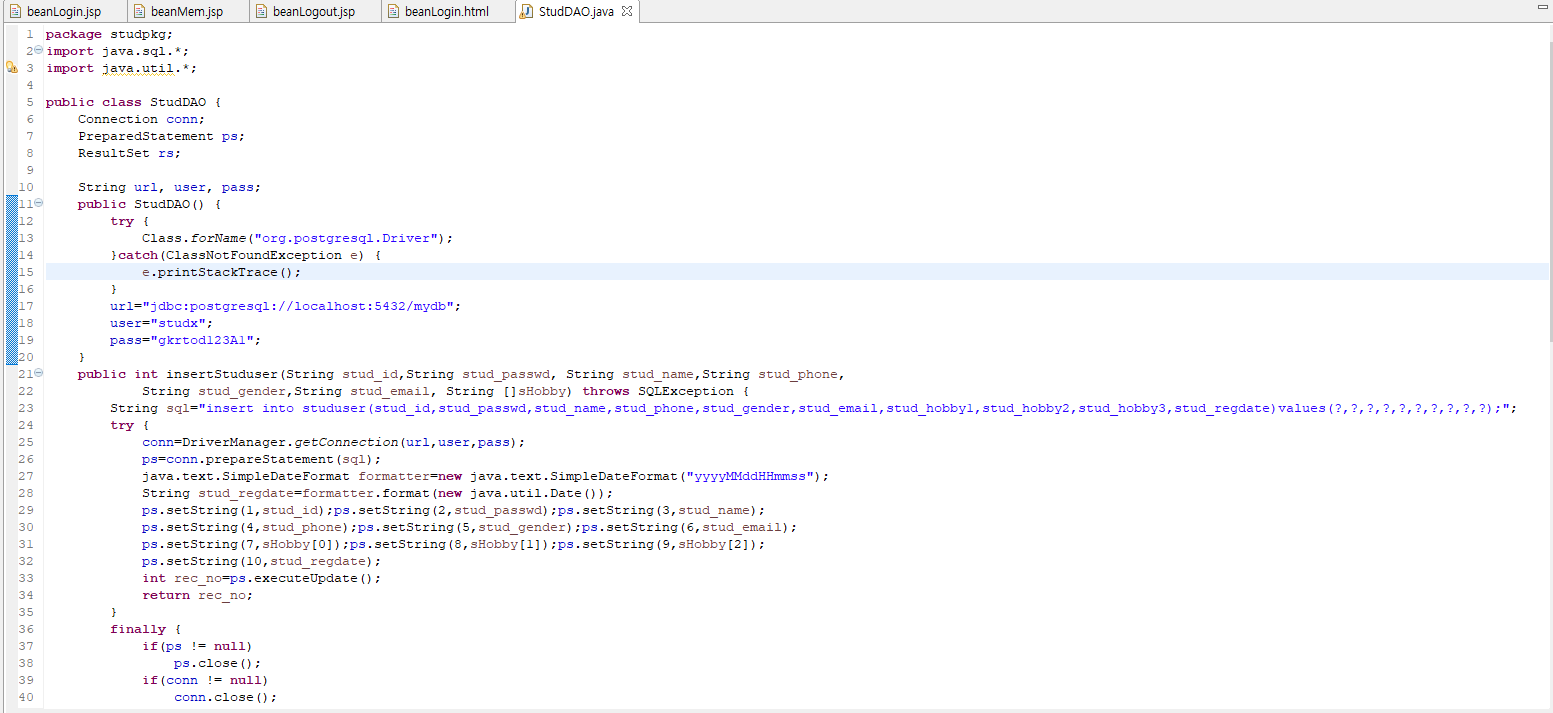 beanLogin.jsp beanMem.jsp beanLogout.jsp beanLogin.html StudDAO.java
1 package studpkg;
2 import java.sql.*;
3 import java.util.*;
4
5 public class StudDAO {
6 Connection conn;
7 PreparedStatement ps;
8 ResultSet rs;
9
10 String url, user, pass;
11 public StudDAO() {
12 try {
13 Class.forName("org.postgresql.Driver");
14 }catch(ClassNotFoundException e) {
15 e.printStackTrace();
16 }
17 url="jdbc:postgresql://localhost:5432/mydb";
18 user="studx";
19 pass="gkrtod123A1";
20 }
21 public int insertStuduser(String stud_id,String stud_passwd, String stud_name,String stud_phone,
22 String stud_gender,String stud_email, String []sHobby) throws SQLException {
23 String sql="insert into studuser(stud_id,stud_passwd,stud_name,stud_phone,stud_gender,stud_email,stud_hobby1,stud_hobby2,stud_hobby3,stud_regdate)values(?,?,?,?,?,?,?,?,?,?);";
24 try {
25 conn=DriverManager.getConnection(url,user,pass);
26 ps=conn.prepareStatement(sql);
27 java.text.SimpleDateFormat formatter=new java.text.SimpleDateFormat("yyyyMMddHHmmss");
28 String stud_regdate=formatter.format(new java.util.Date());
29 ps.setString(1,stud_id);ps.setString(2,stud_passwd);ps.setString(3,stud_name);
30 ps.setString(4,stud_phone);ps.setString(5,stud_gender);ps.setString(6,stud_email);
31 ps.setString(7,sHobby[0]);ps.setString(8,sHobby[1]);ps.setString(9,sHobby[2]);
32 ps.setString(10,stud_regdate);
33 int rec_no=ps.executeUpdate();
34 return rec_no;
35 }
36 finally {
37 if(ps != null)
38 ps.close();
39 if(conn != null)
40 conn.close();